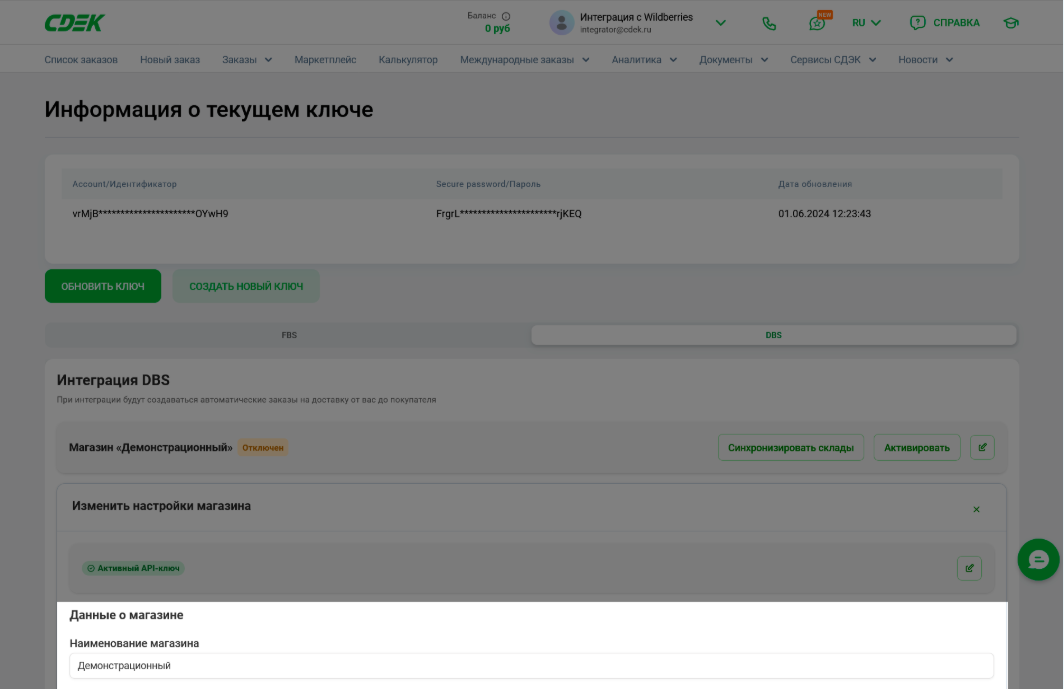 CDEK
Баланс
0 руб
Интеграция с Wildberries
integrator@cdek.ru
NEW
RU
СПРАВКА
Список заказов Новый заказ Заказы Маркетплейс Калькулятор Международные заказы Аналитика Документы Сервисы СДЭК Новости
Информация о текущем ключе
Account/Идентификатор Secure password/Пароль Дата обновления
vrMjB**********************OYwH9 FrgrL**********************rjKEQ 01.06.2024 12:23:43
ОБНОВИТЬ КЛЮЧ СОЗДАТЬ НОВЫЙ КЛЮЧ
FBS DBS
Интеграция DBS
При интеграции будут создаваться автоматические заказы на доставку от вас до покупателя
Магазин «Демонстрационный» Отключен Синхронизировать склады Активировать
Изменить настройки магазина
Активный API-ключ
Данные о магазине
Наименование магазина
Демонстрационный